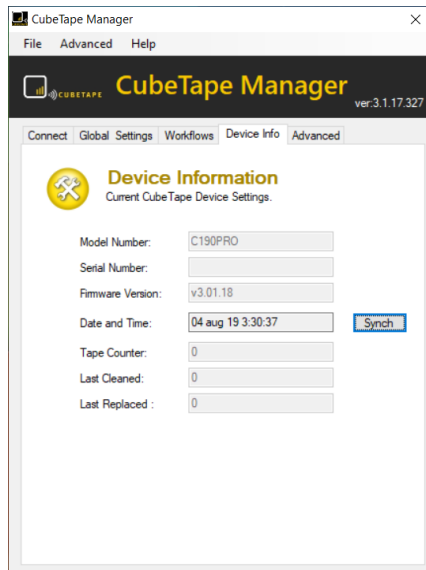 CubeTape Manager
File Advanced Help
CUBETAPE CubeTape Manager
ver:3.1.17.327
Connect Global Settings Workflows Device Info Advanced
Device Information
Current CubeTape Device Settings.
Model Number: C190PRO
Serial Number:
Firmware Version: v3.01.18
Date and Time: 04 aug 19 3:30:37 Synch
Tape Counter: 0
Last Cleaned: 0
Last Replaced : 0